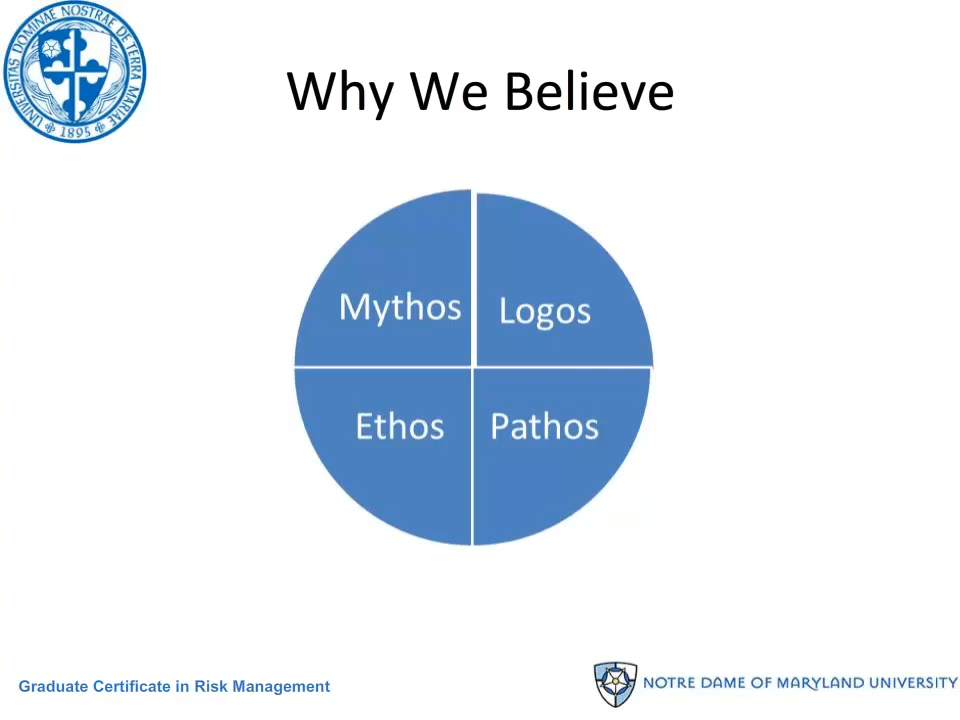 UNIVERSITAS DOMINAE NOSTRAE DE TERRA MARIAE
1895
Why We Believe
Mythos
Logos
Ethos
Pathos
Graduate Certificate in Risk Management
NOTRE DAME OF MARYLAND UNIVERSITY